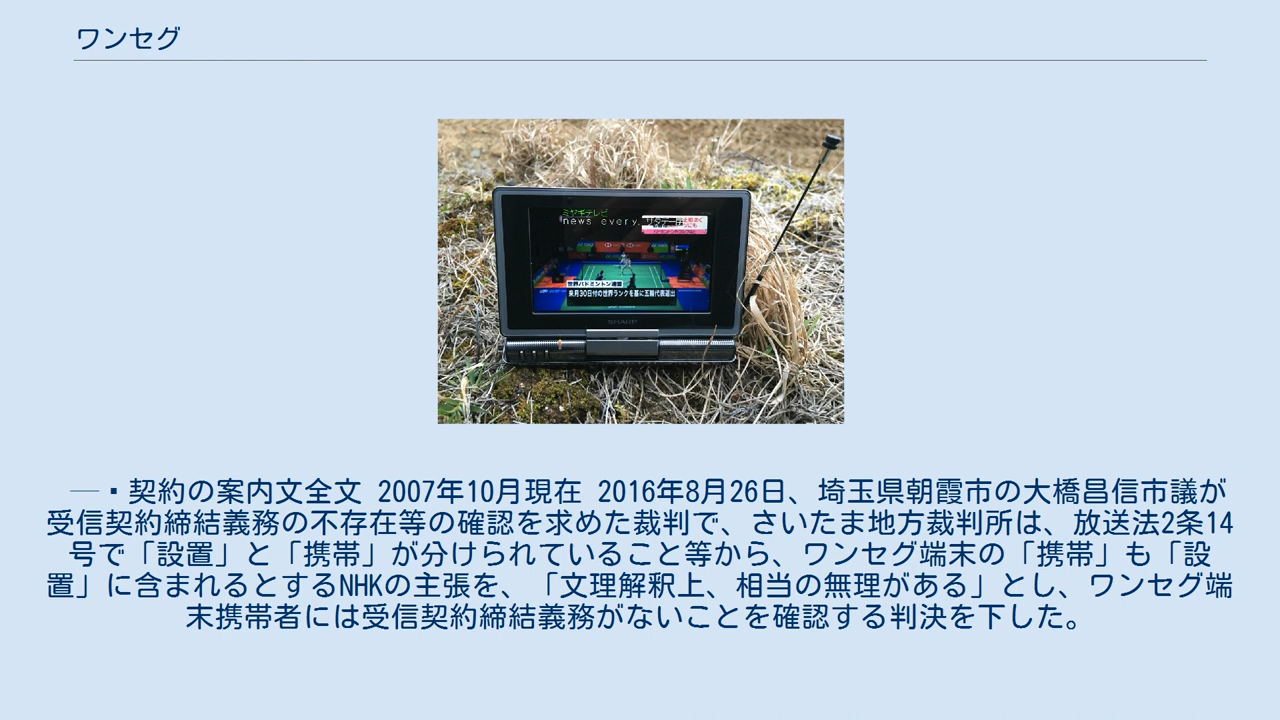 ワンセグ
ミヤギテレビ
news every.サタデー
世界バドミントン連盟
来月30日付の世界ランクを基に五輪代表選出
SHARP
―▪契約の案内文全文 2007年10月現在 2016年8月26日、埼玉県朝霞市の大橋昌信市議が
受信契約締結義務の不存在等の確認を求めた裁判で、さいたま地方裁判所は、放送法2条14
号で「設置」と「携帯」が分けられていること等から、ワンセグ端末の「携帯」も「設
置」に含まれるとするNHKの主張を、「文理解釈上、相当の無理がある」とし、ワンセグ端
末携帯者には受信契約締結義務がないことを確認する判決を下した。